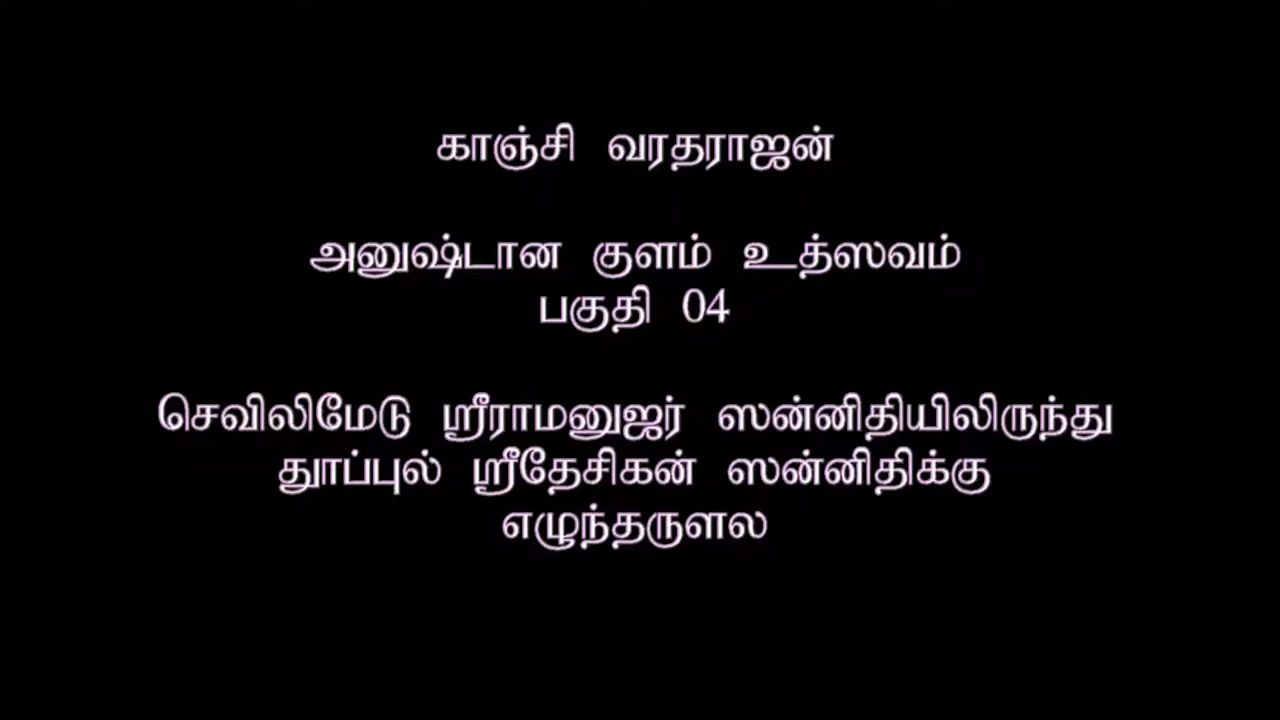 காஞ்சி வரதராஜன்
அனுஷ்டான குளம் உத்ஸவம்
பகுதி 04
செவிலிமேடு ஸ்ரீராமனுஜர் ஸன்னிதியிலிருந்து
தூப்புல் ஸ்ரீதேசிகன் ஸன்னிதிக்கு
எழுந்தருளல